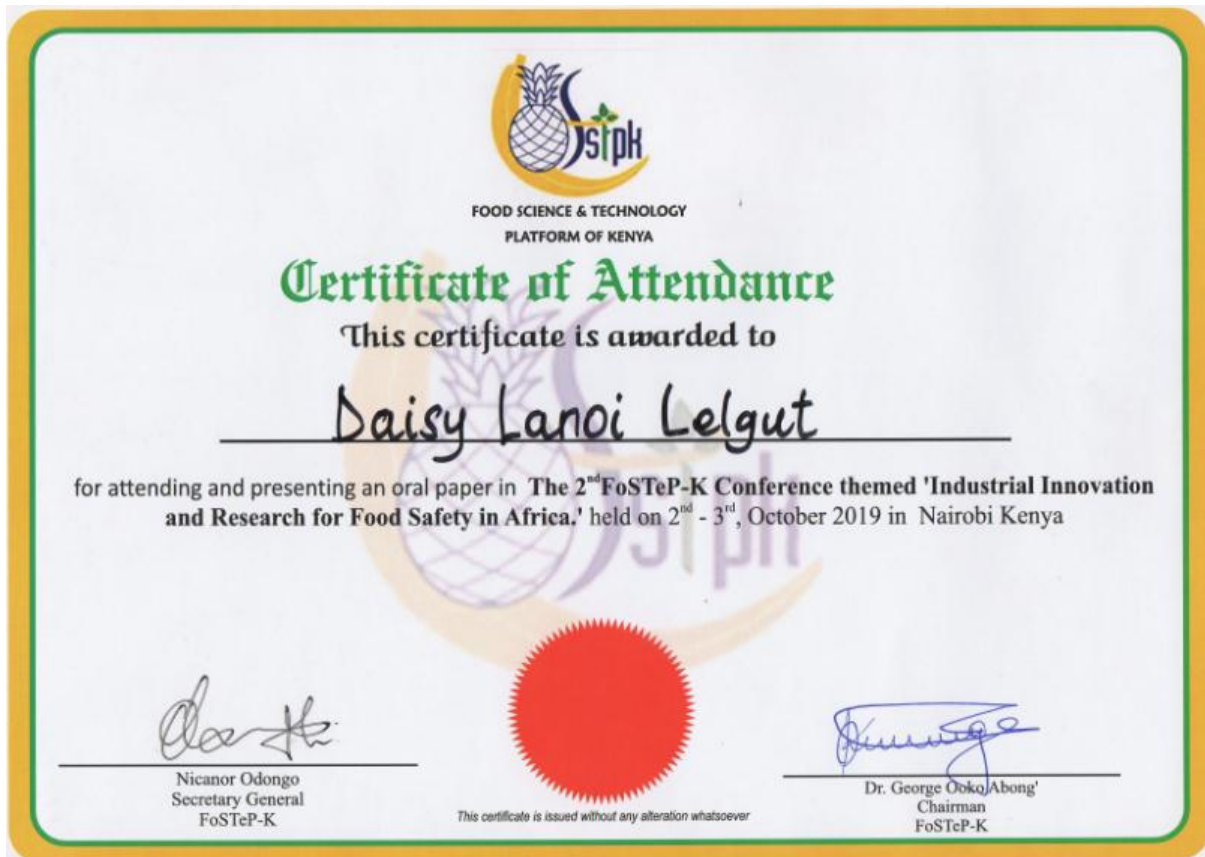 stpk
FOOD SCIENCE & TECHNOLOGY
PLATFORM OF KENYA
Certificate of Attendance
This certificate is awarded to
Daisy Lanoi Lelgut
for attending and presenting an oral paper in The 2nd FoSTeP-K Conference themed 'Industrial Innovation
and Research for Food Safety in Africa.' held on 2nd - 3rd, October 2019 in Nairobi Kenya
stpk
Nicanor Odongo
Secretary General
FoSTeP-K
This certificate is issued without any alteration whatsoever
Dr. George Ooko Abong'
Chairman
FoSTeP-K